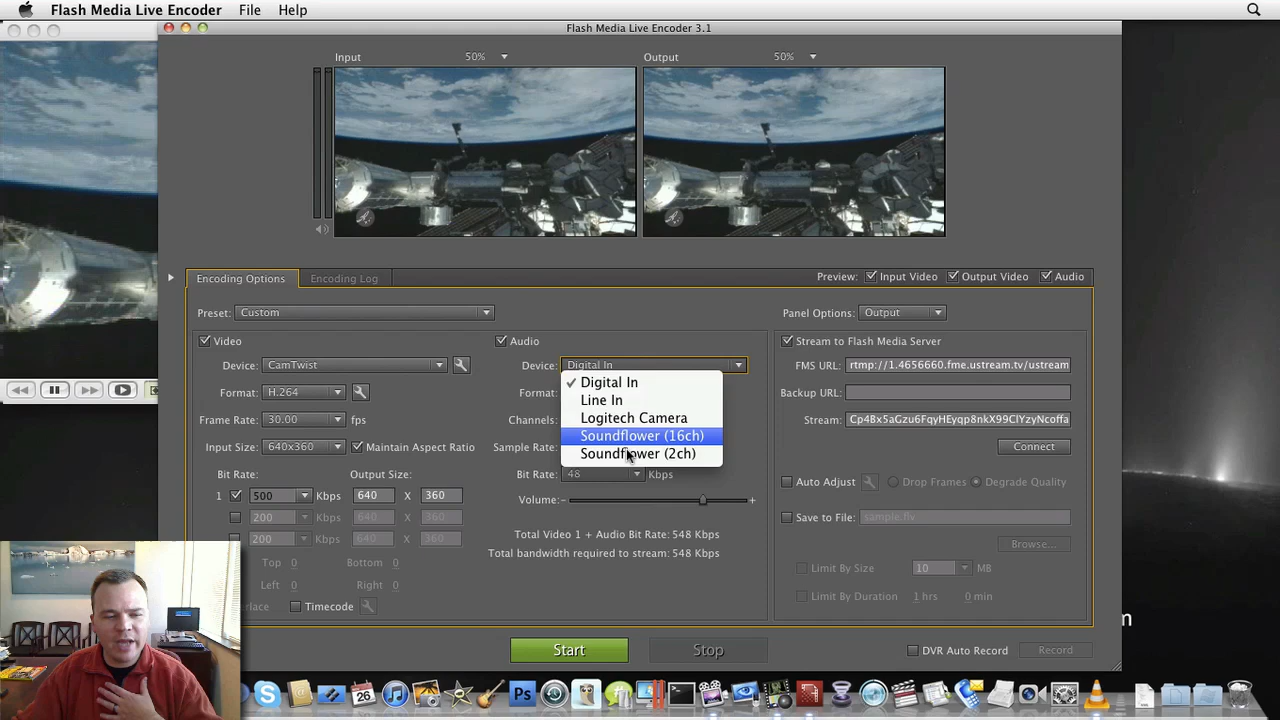 Flash Media Live Encoder File Help
Flash Media Live Encoder 3.1
Input 50% Output 50%
Encoding Options Encoding Log Preview: Input Video Output Video Audio
Preset: Custom Panel Options: Output
Video Audio Stream to Flash Media Server
Device: CamTwist Device: Digital In FMS URL: rtmp://1.4656660.fme.ustream.tv/ustream
Digital In
Format: H.264 Format: Backup URL:
Line In
Logitech Camera
Frame Rate: 30.00 fps Channels: Stream: Cp4Bx5aGzu6FqyHEyqp8nkX99ClYzyNcoffa
Soundflower (16ch)
Input Size: 640x360 Maintain Aspect Ratio Sample Rate: Connect
Soundflower (2ch)
Bit Rate: Output Size: Bit Rate: 48 Kbps
Auto Adjust Drop Frames Degrade Quality
1 500 Kbps 640 X 360 Volume: - +
200 Kbps 640 X 360 Save to File: sample.flv
200 Kbps 640 X 360 Total Video 1 + Audio Bit Rate: 548 Kbps Browse...
Total bandwidth required to stream: 548 Kbps
Top 0 Bottom 0 Limit By Size 10 MB
Left 0 Right 0 Limit By Duration 1 hrs 0 min
Timecode
Start Stop DVR Auto Record Record
26
Ps